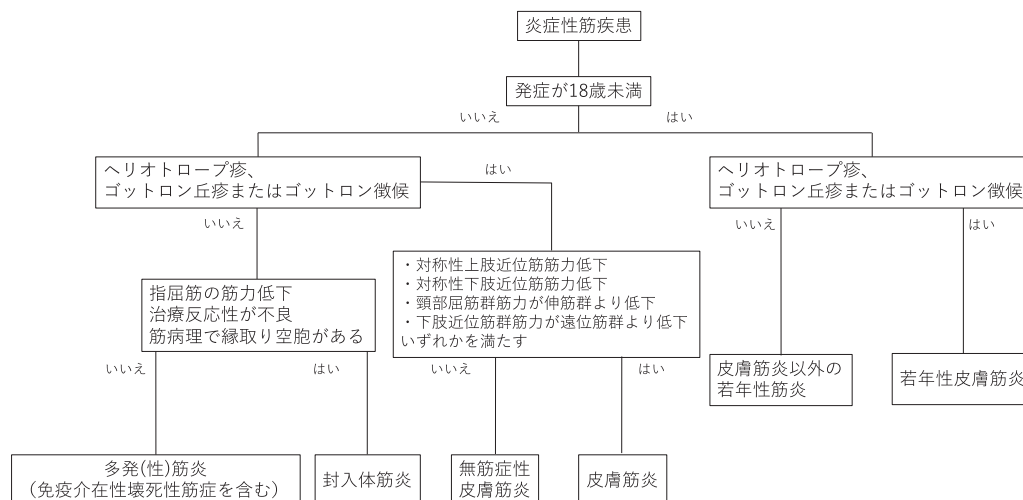 炎症性筋疾患
発症が18歳未満
いいえ
はい
ヘリオトロープ疹、
ゴットロン丘疹またはゴットロン徴候
はい
ヘリオトロープ疹、
ゴットロン丘疹またはゴットロン徴候
いいえ
いいえ
はい
・対称性上肢近位筋筋力低下
・対称性下肢近位筋筋力低下
・頸部屈筋群筋力が伸筋群より低下
・下肢近位筋群筋力が遠位筋群より低下
いずれかを満たす
指屈筋の筋力低下
治療反応性が不良
筋病理で縁取り空胞がある
いいえ
はい
いいえ
はい
皮膚筋炎以外の
若年性筋炎
若年性皮膚筋炎
多発(性)筋炎
(免疫介在性壊死性筋症を含む)
封入体筋炎
無筋症性
皮膚筋炎
皮膚筋炎